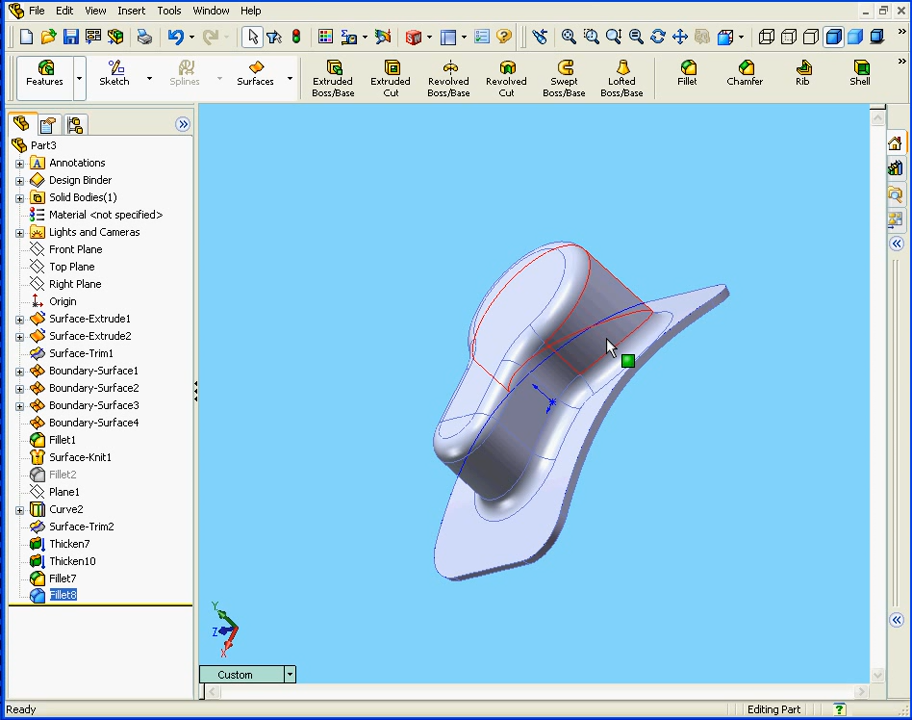 File Edit View Insert Tools Window Help
Features Sketch Splines Surfaces Extruded Boss/Base Extruded Cut Revolved Boss/Base Revolved Cut Swept Boss/Base Lofted Boss/Base Fillet Chamfer Rib Shell
Part3
Annotations
Design Binder
Solid Bodies(1)
Material <not specified>
Lights and Cameras
Front Plane
Top Plane
Right Plane
Origin
Surface-Extrude1
Surface-Extrude2
Surface-Trim1
Boundary-Surface1
Boundary-Surface2
Boundary-Surface3
Boundary-Surface4
Fillet1
Surface-Knit1
Fillet2
Plane1
Curve2
Surface-Trim2
Thicken7
Thicken10
Fillet7
Fillet8
Y
Z
X
Custom
Ready Editing Part